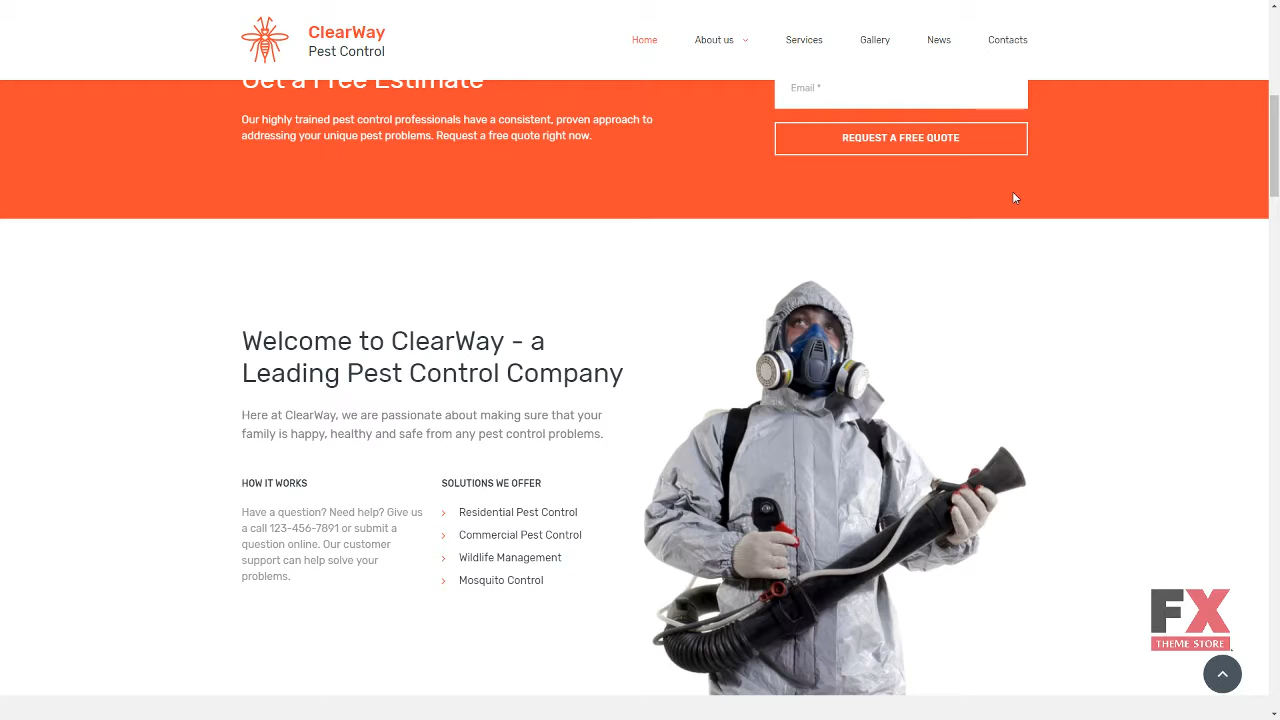 ClearWay
Pest Control
Home
About us
Services
Gallery
News
Contacts
Get a Free Estimate
Email *
Our highly trained pest control professionals have a consistent, proven approach to
addressing your unique pest problems. Request a free quote right now.
REQUEST A FREE QUOTE
Welcome to ClearWay - a
Leading Pest Control Company
Here at ClearWay, we are passionate about making sure that your
family is happy, healthy and safe from any pest control problems.
HOW IT WORKS
Have a question? Need help? Give us
a call 123-456-7891 or submit a
question online. Our customer
support can help solve your
problems.
SOLUTIONS WE OFFER
Residential Pest Control
Commercial Pest Control
Wildlife Management
Mosquito Control
FX
THEME STORE